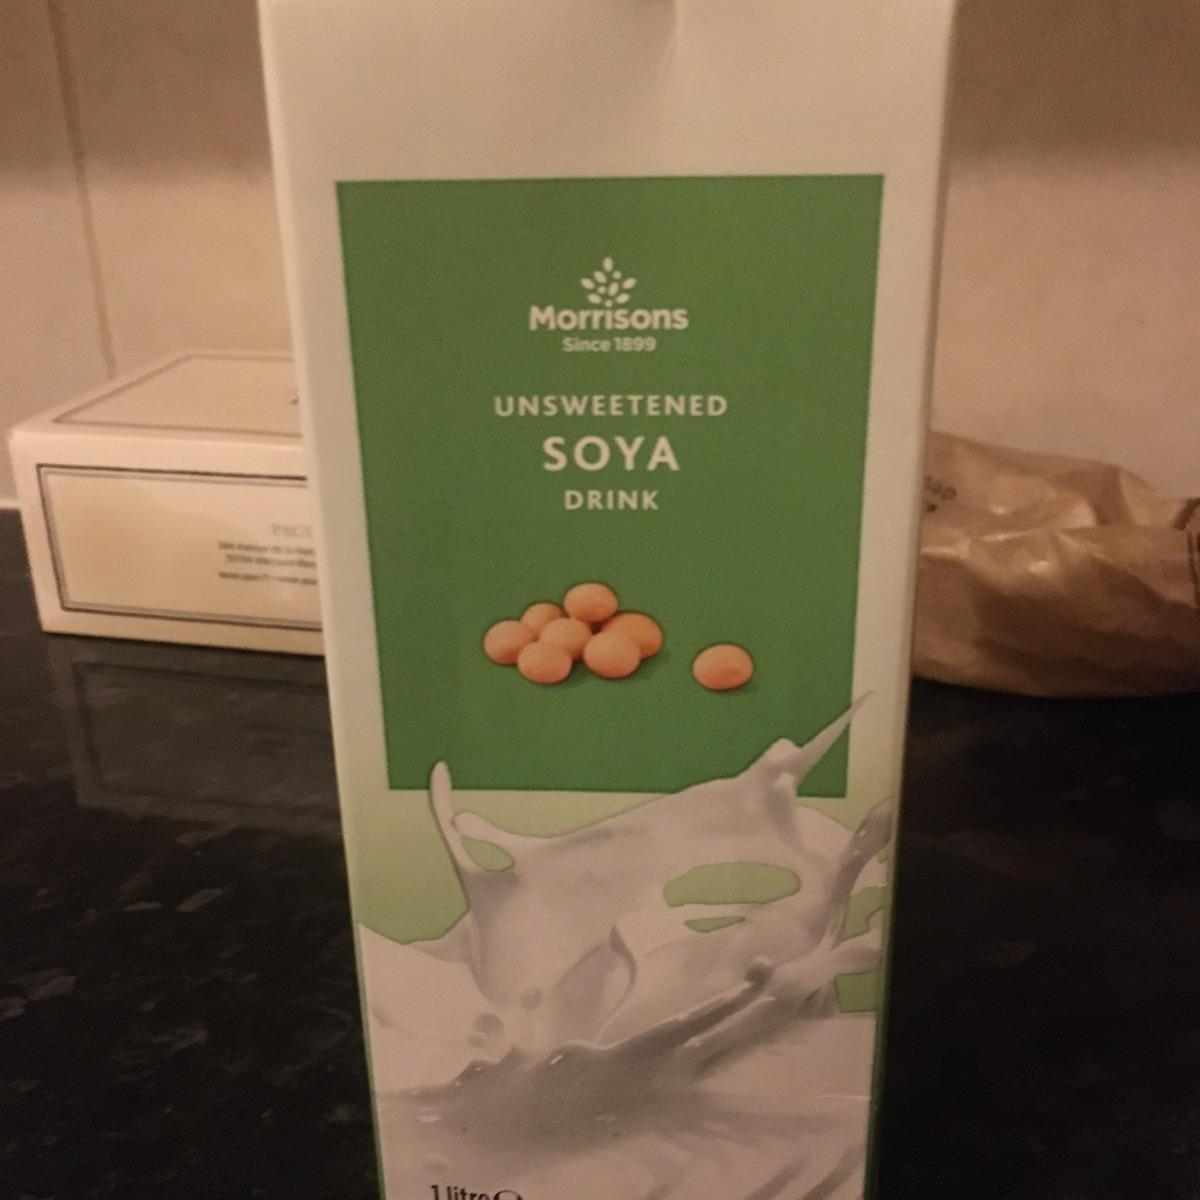 Morrisons
Since 1899
UNSWEETENED
SOYA
DRINK
1 litre